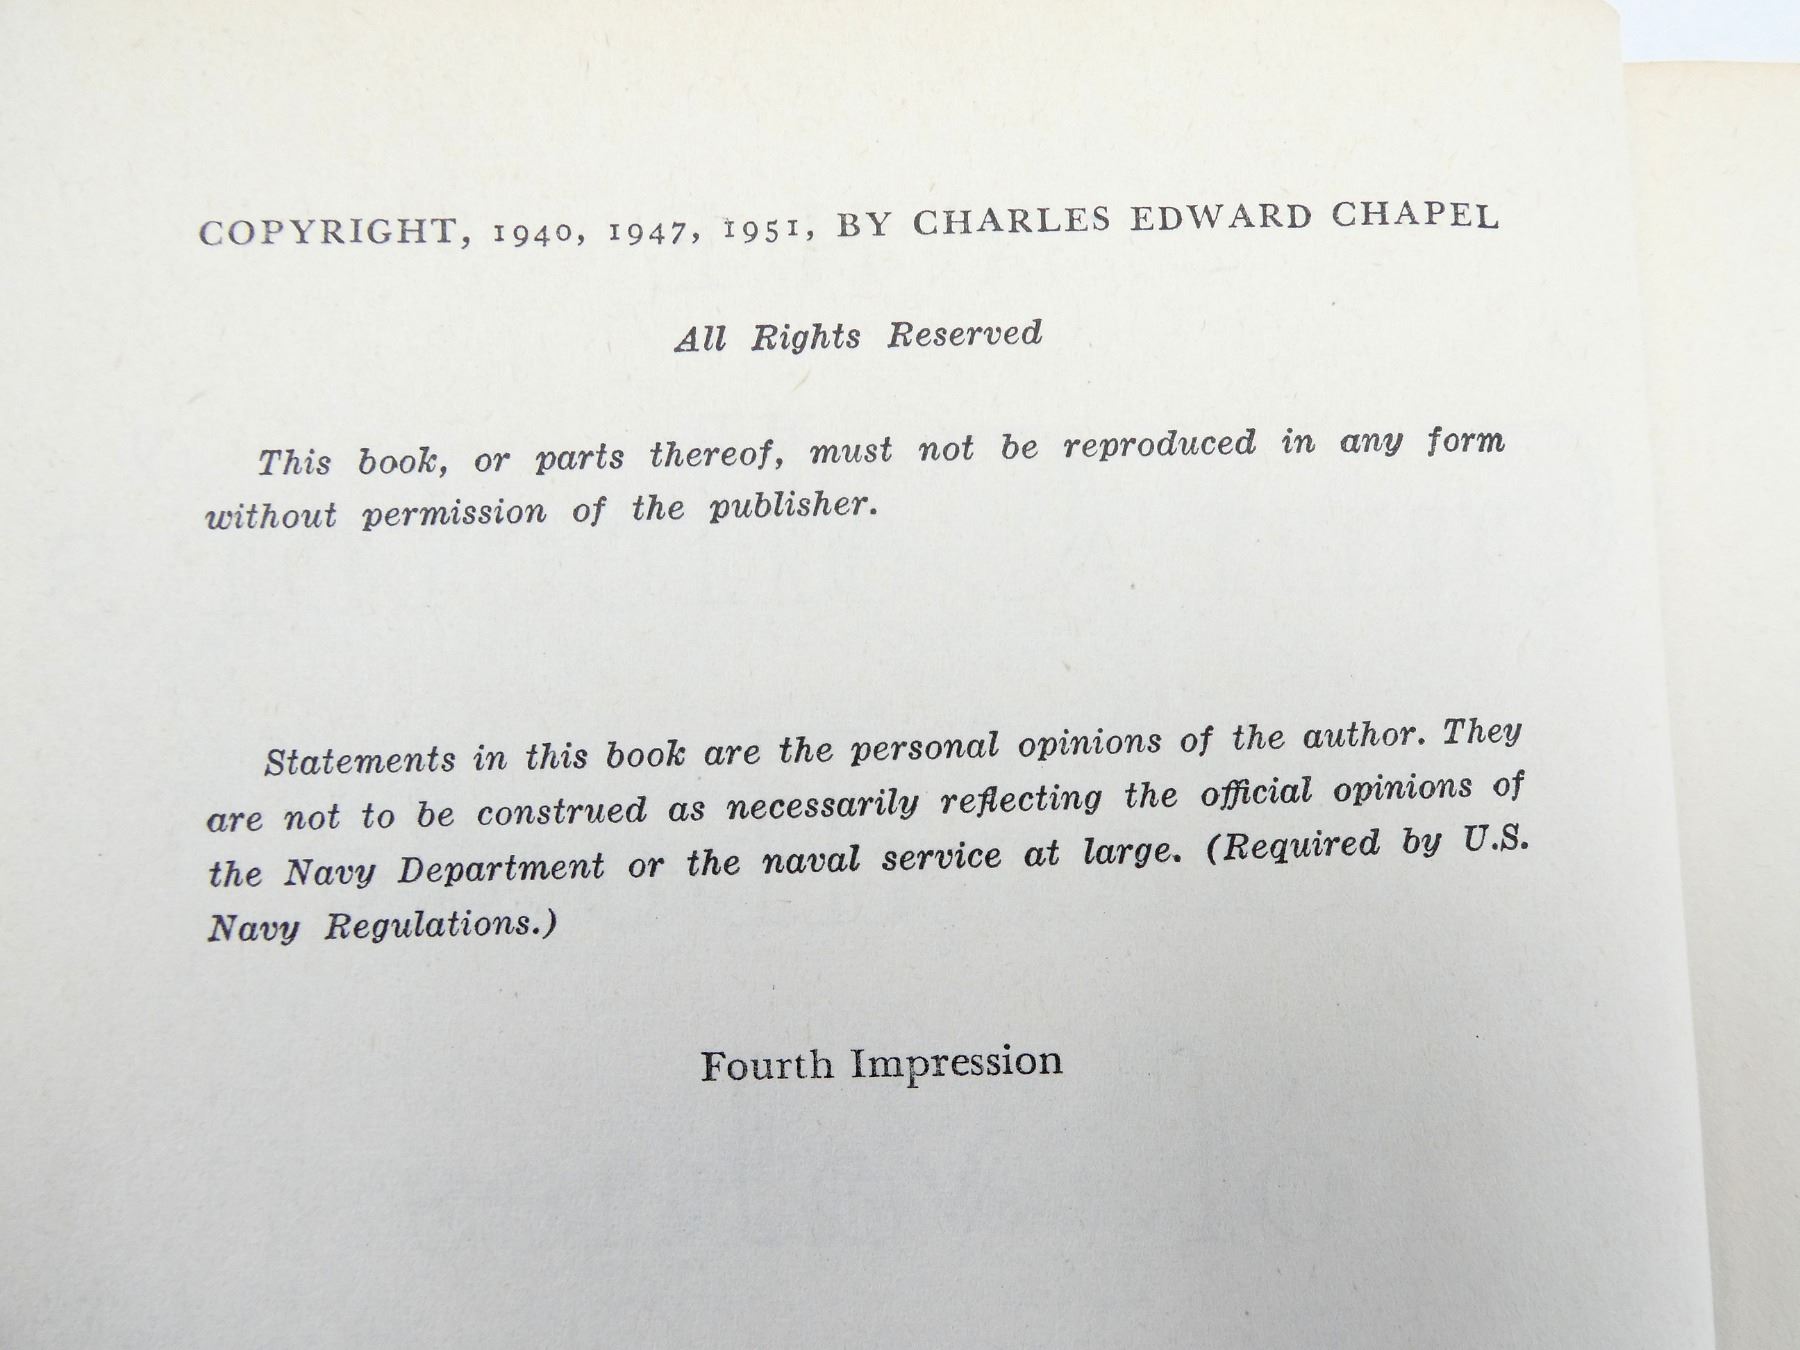 COPYRIGHT, 1940, 1947, 1951, BY CHARLES EDWARD CHAPEL
All Rights Reserved
This book, or parts thereof, must not be reproduced in any form
without permission of the publisher.
Statements in this book are the personal opinions of the author. They
are not to be construed as necessarily reflecting the official opinions of
the Navy Department or the naval service at large. (Required by U.S.
Navy Regulations.)
Fourth Impression